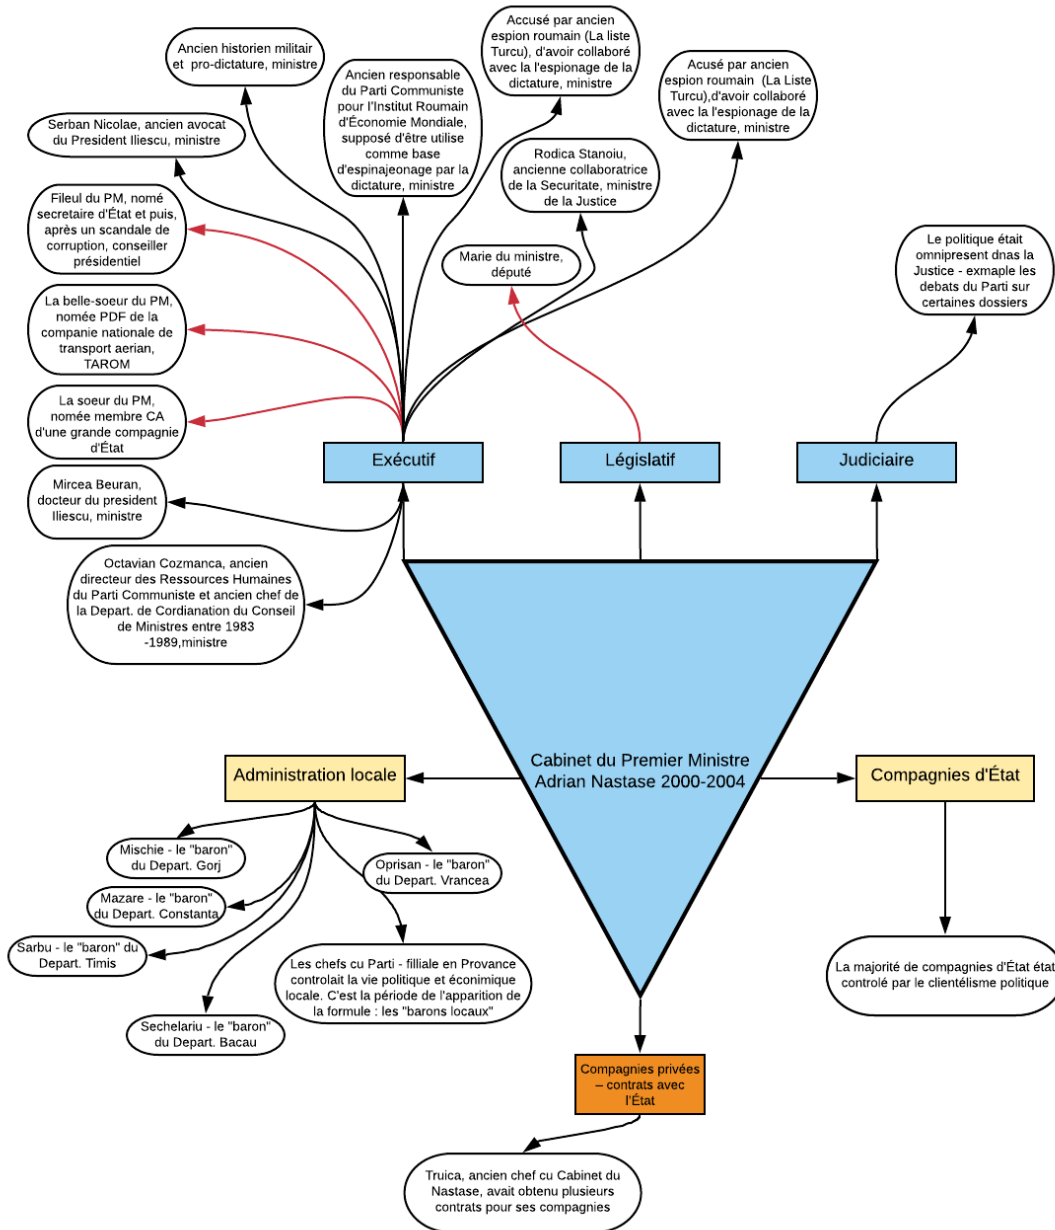 Accusé par ancien
espion roumain (La liste
Turcu), d'avoir collaboré
avec la l'espionage de la
dictature, ministre
Ancien historien militair
et  pro-dictature, ministre
Ancien responsable
du Parti Communiste
pour l'Institut Roumain
d'Économie Mondiale,
supposé d'être utilise
comme base
d'espinajeonage par la
dictature, ministre
Acusé par ancien
espion roumain  (La Liste
Turcu),d'avoir collaboré
avec la l'espionage de la
dictature, ministre
Serban Nicolae, ancien avocat
du President Iliescu, ministre
Rodica Stanoiu,
ancienne collaboratrice
de la Securitate, ministre
de la Justice
Fileul du PM, nomé
secretaire d'État et puis,
après un scandale de
corruption, conseiller
présidentiel
Marie du ministre,
député
Le politique était
omnipresent dnas la
Justice - exmaple les
debats du Parti sur
certaines dossiers
La belle-soeur du PM,
nomée PDF de la
companie nationale de
transport aerian,
TAROM
La soeur du PM,
nomée membre CA
d'une grande compagnie
d'État
Exécutif
Législatif
Judiciaire
Mircea Beuran,
docteur du president
Iliescu, ministre
Octavian Cozmanca, ancien
directeur des Ressources Humaines
du Parti Communiste et ancien chef de
la Depart. de Cordianation du Conseil
de Ministres entre 1983
-1989,ministre
Cabinet du Premier Ministre
Adrian Nastase 2000-2004
Administration locale
Compagnies d'État
Mischie - le "baron"
du Depart. Gorj
Oprisan - le "baron"
du Depart. Vrancea
Mazare - le "baron"
du Depart. Constanta
Sarbu - le "baron" du
Depart. Timis
Les chefs cu Parti - filliale en Provance
controlait la vie politique et économique
locale. C'est la période de l'apparition de
la formule : les "barons locaux"
La majorité de compagnies d'État état
controlé par le clientélisme politique
Sechelariu - le "baron"
du Depart. Bacau
Compagnies privées
– contrats avec
l'État
Truica, ancien chef cu Cabinet du
Nastase, avait obtenu plusieurs
contrats pour ses compagnies